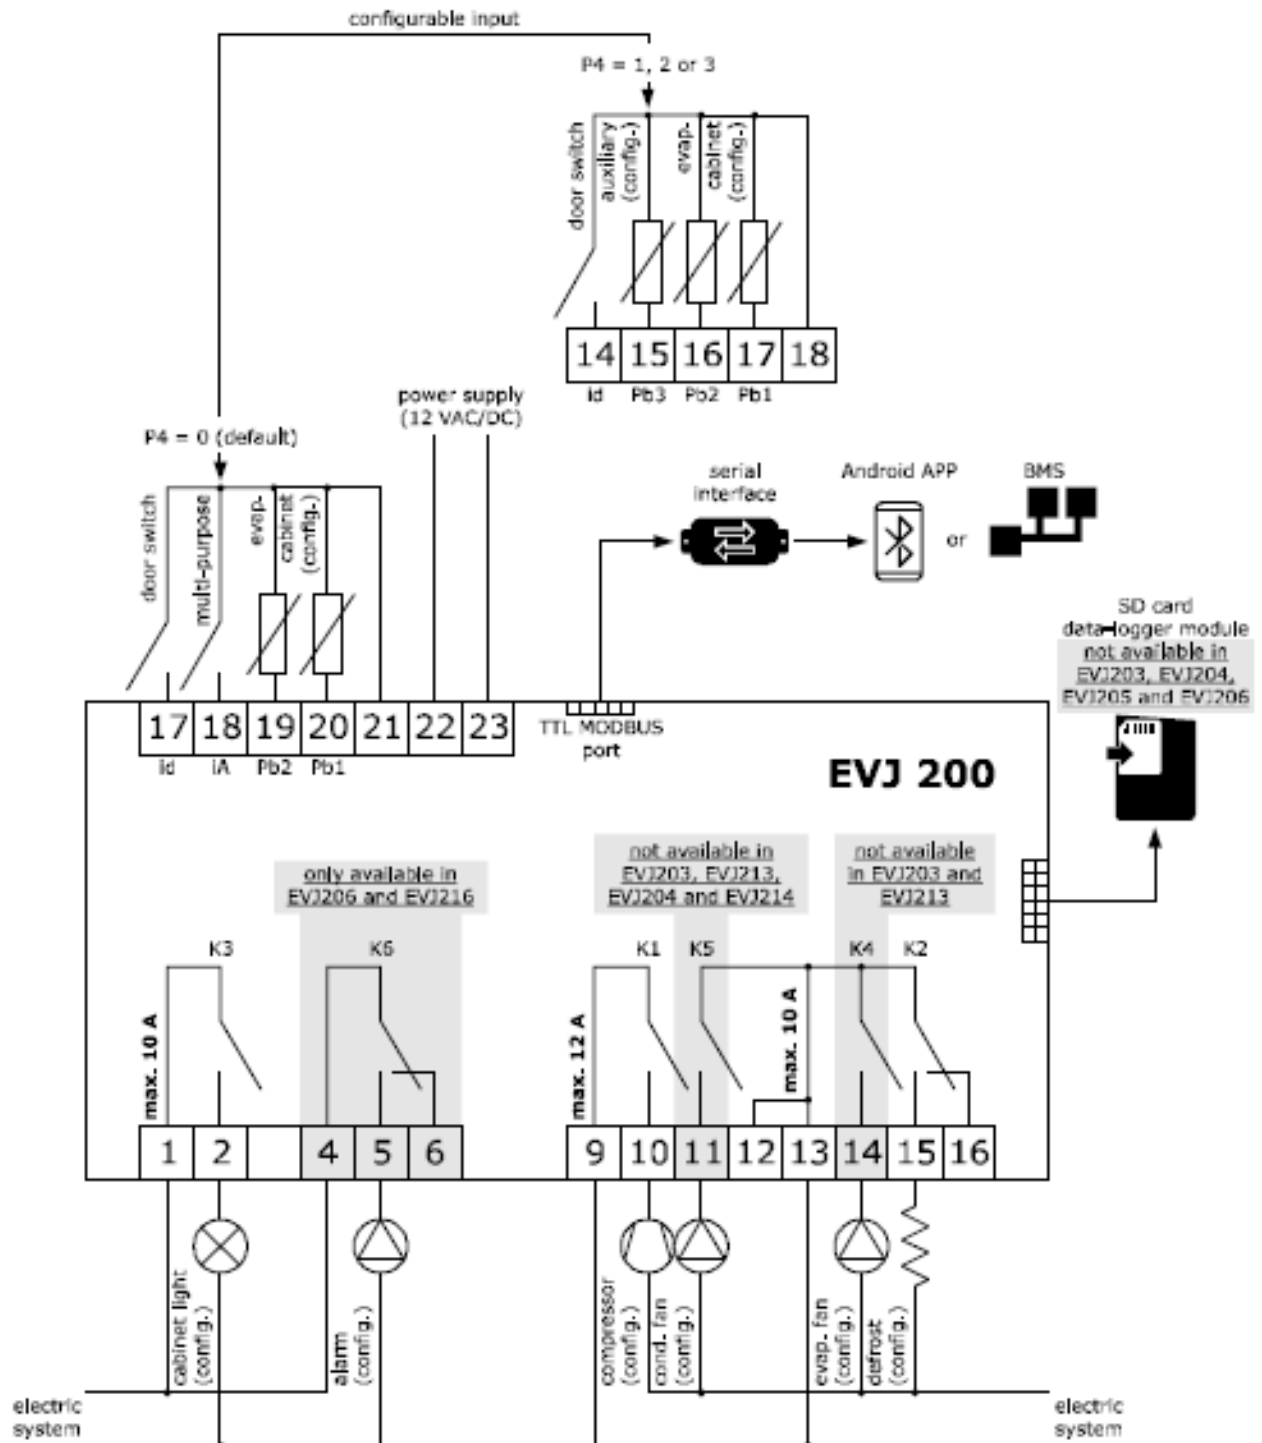 configurable input
P4 = 1, 2 or 3
door switch
auxiliary
(config.)
evap.
cabinet
(config.)
14 15 16 17 18
id Pb3 Pb2 Pb1
power supply
(12 VAC/DC)
P4 = 0 (default)
door switch
multi-purpose
evap.
cabinet
(config.)
serial
interface
Android APP
or
BMS
SD card
data-logger module
not available in
EVJ203, EVJ204,
EVJ205 and EVJ206
17 18 19 20 21 22 23
id iA Pb2 Pb1
TTL MODBUS
port
EVJ 200
only available in
EVJ206 and EVJ216
not available in
EVJ203, EVJ213,
EVJ204 and EVJ214
not available
in EVJ203 and
EVJ213
K3 K6 K1 K5 K4 K2
max. 10 A
max. 12 A
max. 10 A
1 2 4 5 6 9 10 11 12 13 14 15 16
cabinet light
(config.)
alarm
(config.)
compressor
(config.)
cond. fan
(config.)
evap. fan
(config.)
defrost
(config.)
electric
system
electric
system